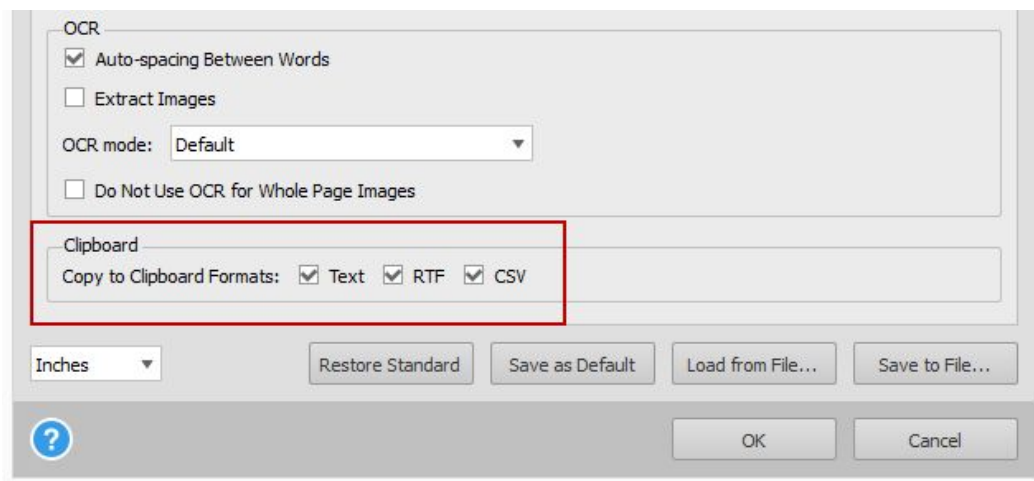 OCR
Auto-spacing Between Words
Extract Images
OCR mode: Default
Do Not Use OCR for Whole Page Images
Clipboard
Copy to Clipboard Formats: Text RTF CSV
Inches Restore Standard Save as Default Load from File... Save to File...
? OK Cancel